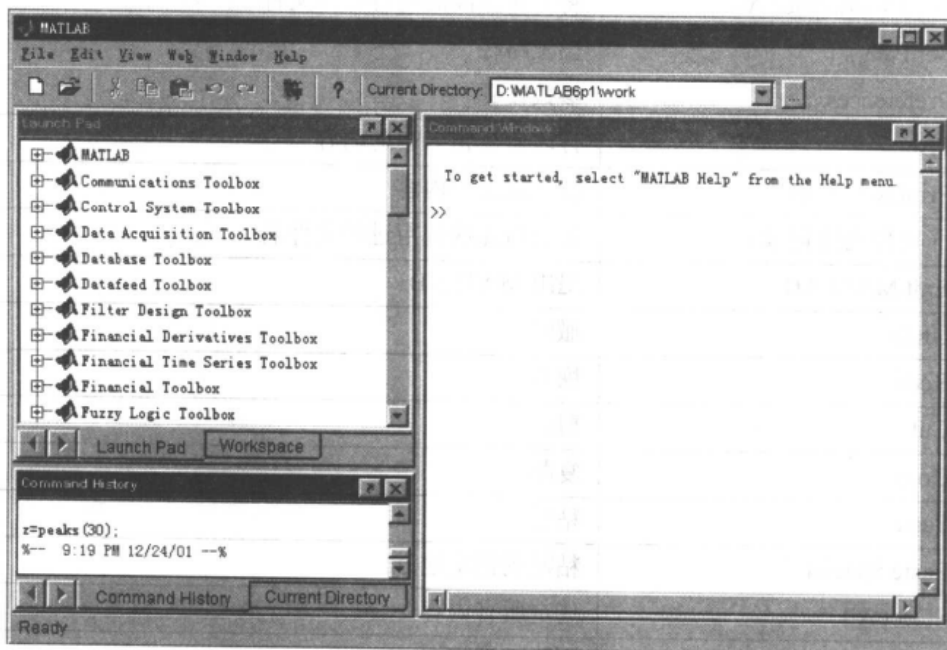 MATLAB
File Edit View Web Window Help
? Current Directory: D:\MATLAB6p1\work ...
Launch Pad
MATLAB
Communications Toolbox
Control System Toolbox
Data Acquisition Toolbox
Database Toolbox
Datafeed Toolbox
Filter Design Toolbox
Financial Derivatives Toolbox
Financial Time Series Toolbox
Financial Toolbox
Fuzzy Logic Toolbox
Launch Pad Workspace
Command History
z=peaks(30);
%-- 9:19 PM 12/24/01 --%
Command History Current Directory
Ready
Command Window
To get started, select "MATLAB Help" from the Help menu.
>>